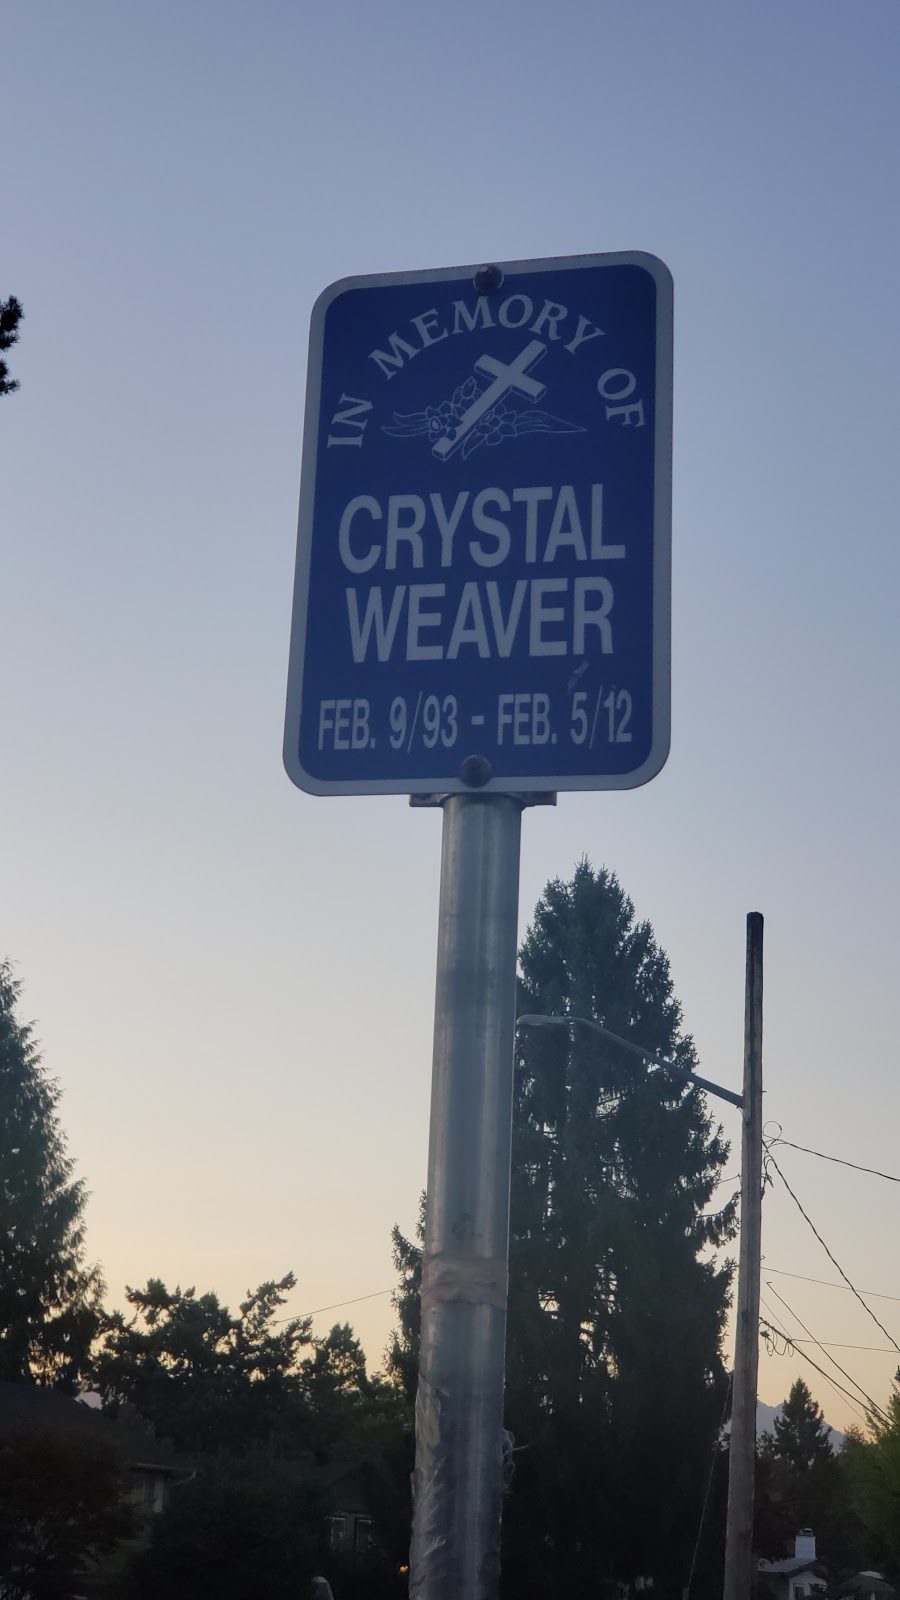 IN MEMORY OF
CRYSTAL
WEAVER
FEB. 9/93 - FEB. 5/12